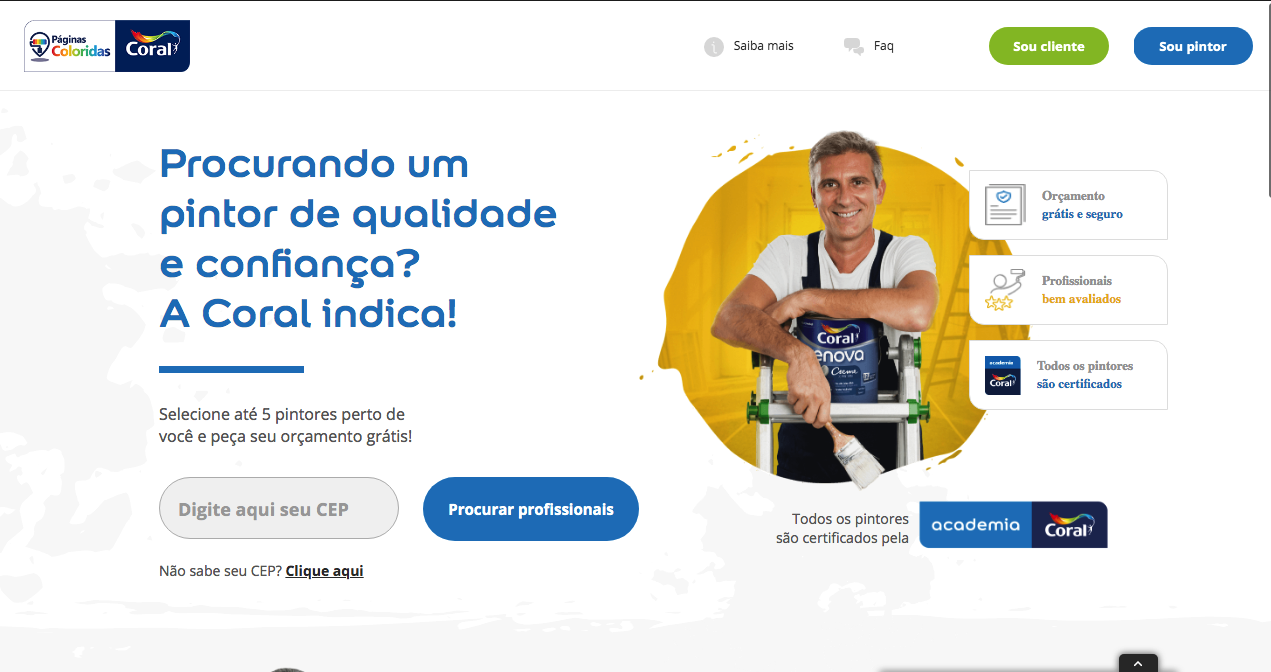 Páginas
Coloridas
Coral
Saiba mais
Faq
Sou cliente
Sou pintor
Procurando um
pintor de qualidade
e confiança?
A Coral indica!
Selecione até 5 pintores perto de
você e peça seu orçamento grátis!
Digite aqui seu CEP
Procurar profissionais
Não sabe seu CEP? Clique aqui
Coral
enova
Creme
Orçamento
grátis e seguro
Profissionais
bem avaliados
academia
Coral
Todos os pintores
são certificados
Todos os pintores
são certificados pela
academia
Coral